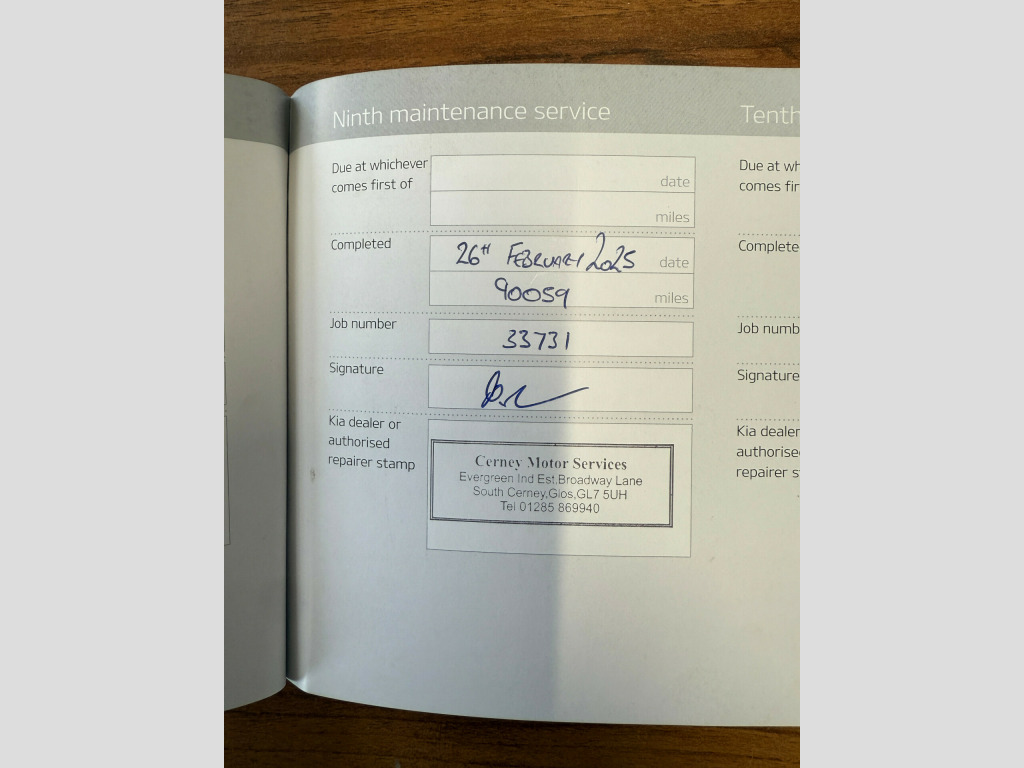 Ninth maintenance service
Due at whichever
comes first of
date
miles
Completed
26TH FEBRUARY 2025 date
90059 miles
Job number
33731
Signature
Kia dealer or
authorised
repairer stamp
Cerney Motor Services
Evergreen Ind Est,Broadway Lane
South Cerney,Glos,GL7 5UH
Tel 01285 869940
Tenth
Due at wh
comes fir
Complete
Job numb
Signature
Kia dealer
authorise
repairer s